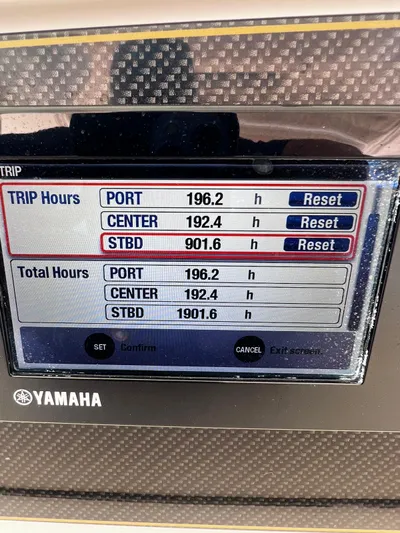 TRIP
TRIP Hours PORT 196.2 h Reset
CENTER 192.4 h Reset
STBD 901.6 h Reset
Total Hours PORT 196.2 h
CENTER 192.4 h
STBD 1901.6 h
SET Confirm CANCEL Exit screen.
YAMAHA